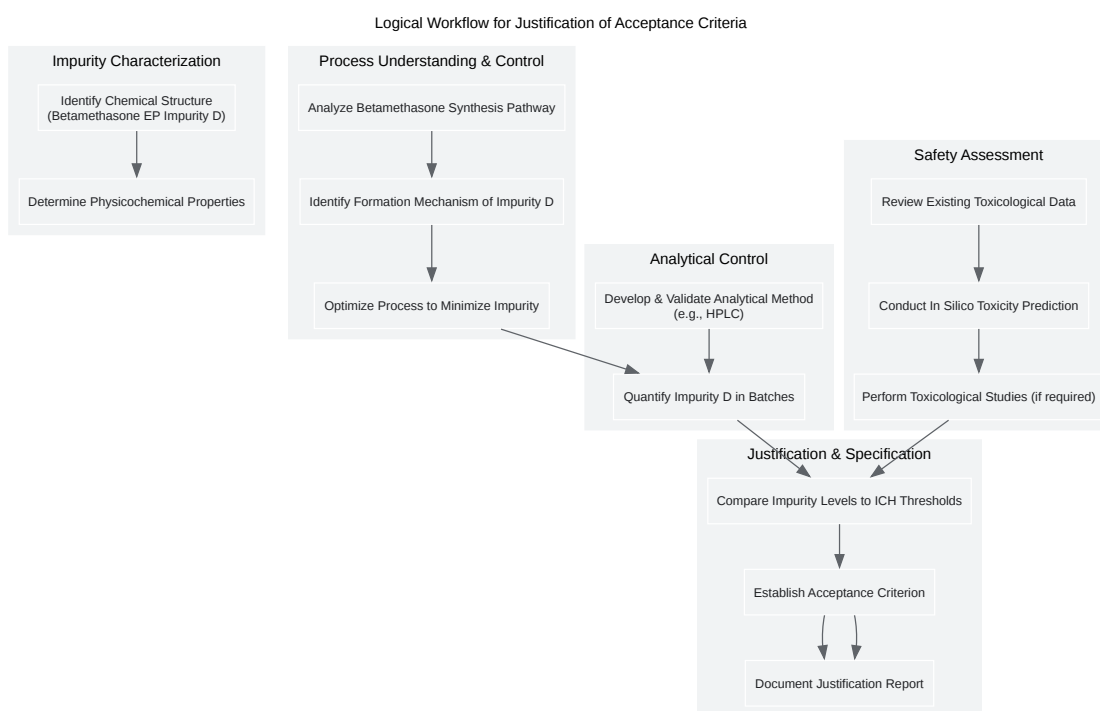 Logical Workflow for Justification of Acceptance Criteria
Impurity Characterization
Identify Chemical Structure
(Betamethasone EP Impurity D)
Determine Physicochemical Properties
Process Understanding & Control
Analyze Betamethasone Synthesis Pathway
Identify Formation Mechanism of Impurity D
Optimize Process to Minimize Impurity
Analytical Control
Develop & Validate Analytical Method
(e.g., HPLC)
Quantify Impurity D in Batches
Safety Assessment
Review Existing Toxicological Data
Conduct In Silico Toxicity Prediction
Perform Toxicological Studies (if required)
Justification & Specification
Compare Impurity Levels to ICH Thresholds
Establish Acceptance Criterion
Document Justification Report